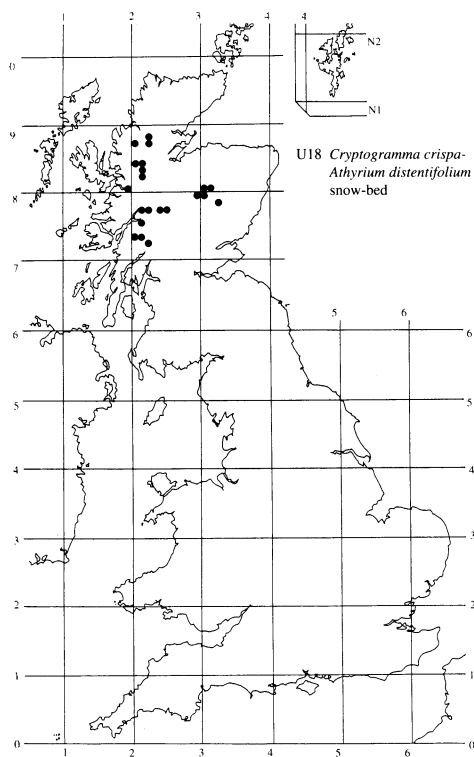 1 2 3 4
0
N2
N1
9
U18 Cryptogramma crispa-
Athyrium distentifolium
snow-bed
8
7
6 5 6 6
5 5
4 4
3 3
2 2
1 1
0 0
1 2 3 4 5 6